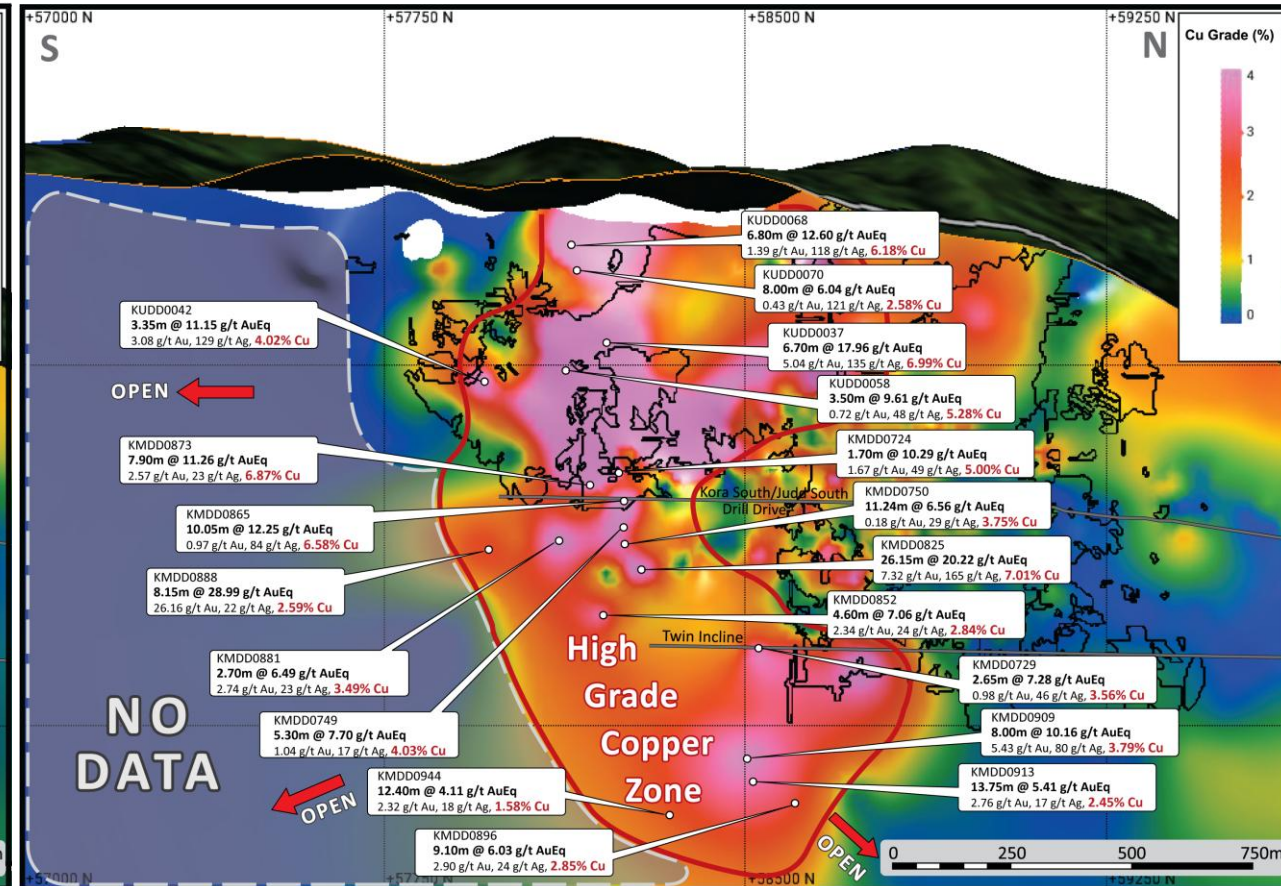 +57000 N
+57750 N
+58500 N
+59250 N
S
N
Cu Grade (%)
4
3
2
1
0
KUDD0068
6.80m @ 12.60 g/t AuEq
1.39 g/t Au, 118 g/t Ag, 6.18% Cu
KUDD0070
8.00m @ 6.04 g/t AuEq
0.43 g/t Au, 121 g/t Ag, 2.58% Cu
KUDD0042
3.35m @ 11.15 g/t AuEq
3.08 g/t Au, 129 g/t Ag, 4.02% Cu
KUDD0037
6.70m @ 17.96 g/t AuEq
5.04 g/t Au, 135 g/t Ag, 6.99% Cu
OPEN
KUDD0058
3.50m @ 9.61 g/t AuEq
0.72 g/t Au, 48 g/t Ag, 5.28% Cu
KMDD0873
7.90m @ 11.26 g/t AuEq
2.57 g/t Au, 23 g/t Ag, 6.87% Cu
KMDD0724
1.70m @ 10.29 g/t AuEq
1.67 g/t Au, 49 g/t Ag, 5.00% Cu
Kora South/Judd South
Drill Drive
KMDD0865
10.05m @ 12.25 g/t AuEq
0.97 g/t Au, 84 g/t Ag, 6.58% Cu
KMDD0750
11.24m @ 6.56 g/t AuEq
0.18 g/t Au, 29 g/t Ag, 3.75% Cu
KMDD0825
26.15m @ 20.22 g/t AuEq
7.32 g/t Au, 165 g/t Ag, 7.01% Cu
KMDD0888
8.15m @ 28.99 g/t AuEq
26.16 g/t Au, 22 g/t Ag, 2.59% Cu
KMDD0852
4.60m @ 7.06 g/t AuEq
2.34 g/t Au, 24 g/t Ag, 2.84% Cu
Twin Incline
High
Grade
Copper
Zone
KMDD0881
2.70m @ 6.49 g/t AuEq
2.74 g/t Au, 23 g/t Ag, 3.49% Cu
KMDD0729
2.65m @ 7.28 g/t AuEq
0.98 g/t Au, 46 g/t Ag, 3.56% Cu
NO
DATA
KMDD0749
5.30m @ 7.70 g/t AuEq
1.04 g/t Au, 17 g/t Ag, 4.03% Cu
KMDD0909
8.00m @ 10.16 g/t AuEq
5.43 g/t Au, 80 g/t Ag, 3.79% Cu
KMDD0944
12.40m @ 4.11 g/t AuEq
2.32 g/t Au, 18 g/t Ag, 1.58% Cu
KMDD0913
13.75m @ 5.41 g/t AuEq
2.76 g/t Au, 17 g/t Ag, 2.45% Cu
OPEN
KMDD0896
9.10m @ 6.03 g/t AuEq
2.90 g/t Au, 24 g/t Ag, 2.85% Cu
OPEN
0 250 500 750m
+57000 N
+57750 N
+58500 N